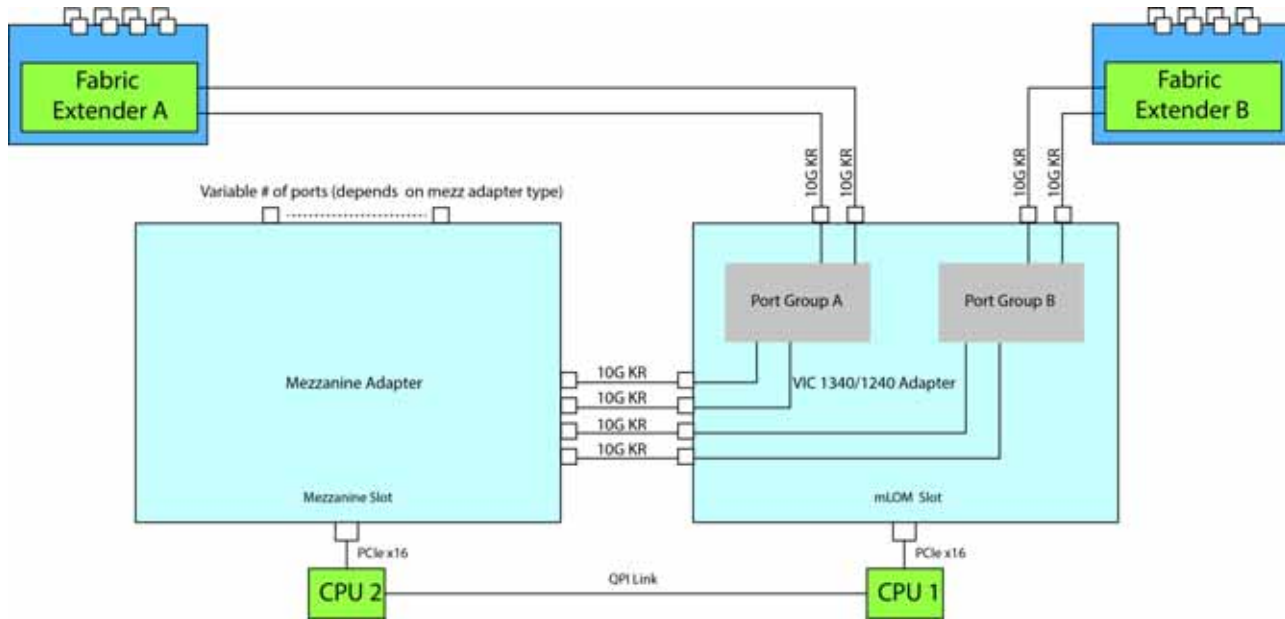 Fabric
Extender A
Fabric
Extender B
10G KR
10G KR
10G KR
10G KR
Variable # of ports (depends on mezz adapter type)
Port Group A
Port Group B
Mezzanine Adapter
VIC 1340/1240 Adapter
10G KR
10G KR
10G KR
10G KR
Mezzanine Slot
mLOM Slot
PCIe x16
PCIe x16
CPU 2
QPI Link
CPU 1